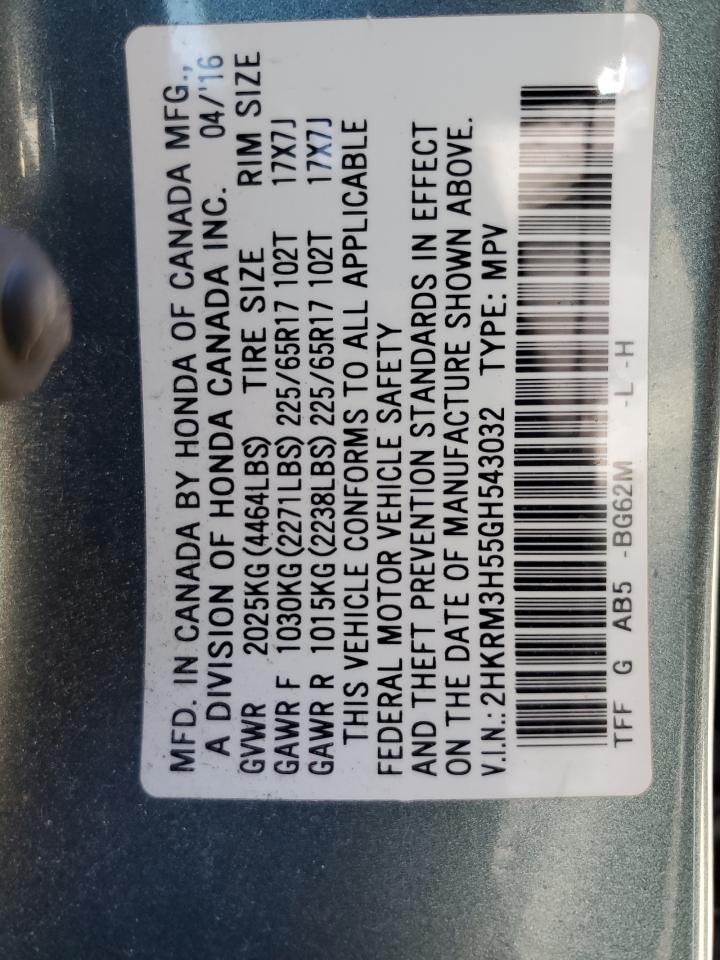 MFD. IN CANADA BY HONDA OF CANADA MFG.,
A DIVISION OF HONDA CANADA INC. 04/'16
GVWR 2025KG(4464LBS) TIRE SIZE RIM SIZE
GAWR F 1030KG(2271LBS) 225/65R17 102T 17X7J
GAWR R 1015KG(2238LBS) 225/65R17 102T 17X7J
THIS VEHICLE CONFORMS TO ALL APPLICABLE
FEDERAL MOTOR VEHICLE SAFETY
AND THEFT PREVENTION STANDARDS IN EFFECT
ON THE DATE OF MANUFACTURE SHOWN ABOVE.
V.I.N.: 2HKRM3H55GH543032 TYPE: MPV
TFF G AB5 -BG62M -L -H